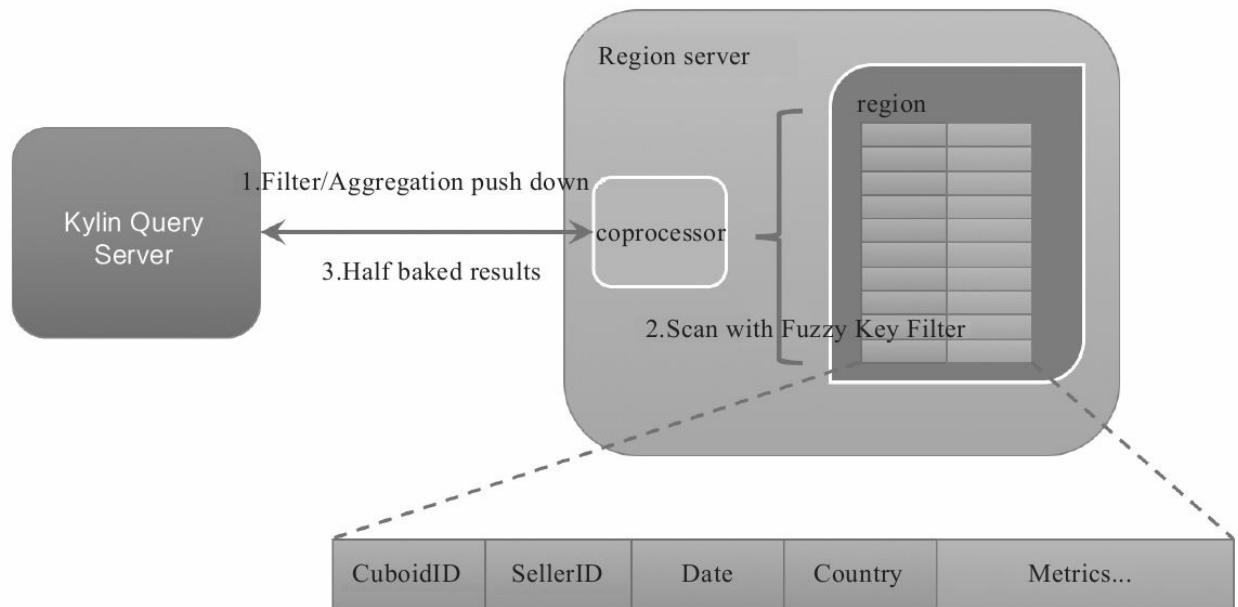 Region server
region
1.Filter/Aggregation push down
Kylin Query
Server
coprocessor
3.Half baked results
2.Scan with Fuzzy Key Filter
CuboidID SellerID Date Country Metrics...